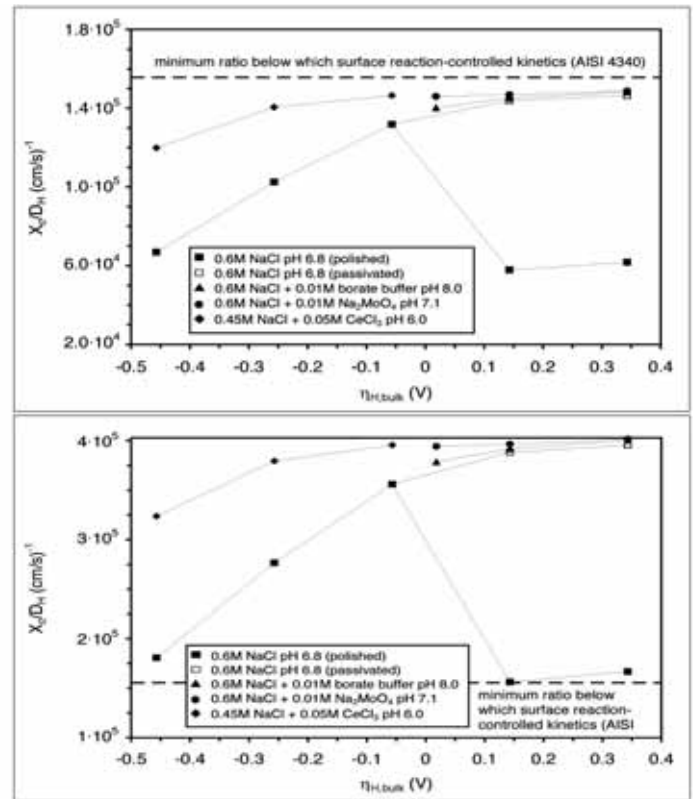 1.8·10⁵
minimum ratio below which surface reaction-controlled kinetics (AISI 4340)
1.4·10⁵
1.0·10⁵
6.0·10⁴
2.0·10⁴
X꜀/D_H (cm/s)⁻¹
0.6M NaCl pH 6.8 (polished)
0.6M NaCl pH 6.8 (passivated)
0.6M NaCl + 0.01M borate buffer pH 8.0
0.6M NaCl + 0.01M Na₂MoO₄ pH 7.1
0.45M NaCl + 0.05M CeCl₃ pH 6.0
-0.5 -0.4 -0.3 -0.2 -0.1 0 0.1 0.2 0.3 0.4
η_H,bulk (V)
4·10⁵
3·10⁵
2·10⁵
1·10⁵
X꜀/D_H (cm/s)⁻¹
0.6M NaCl pH 6.8 (polished)
0.6M NaCl pH 6.8 (passivated)
0.6M NaCl + 0.01M borate buffer pH 8.0
0.6M NaCl + 0.01M Na₂MoO₄ pH 7.1
0.45M NaCl + 0.05M CeCl₃ pH 6.0
minimum ratio below
which surface reaction-
controlled kinetics (AISI
-0.5 -0.4 -0.3 -0.2 -0.1 0 0.1 0.2 0.3 0.4
η_H,bulk (V)